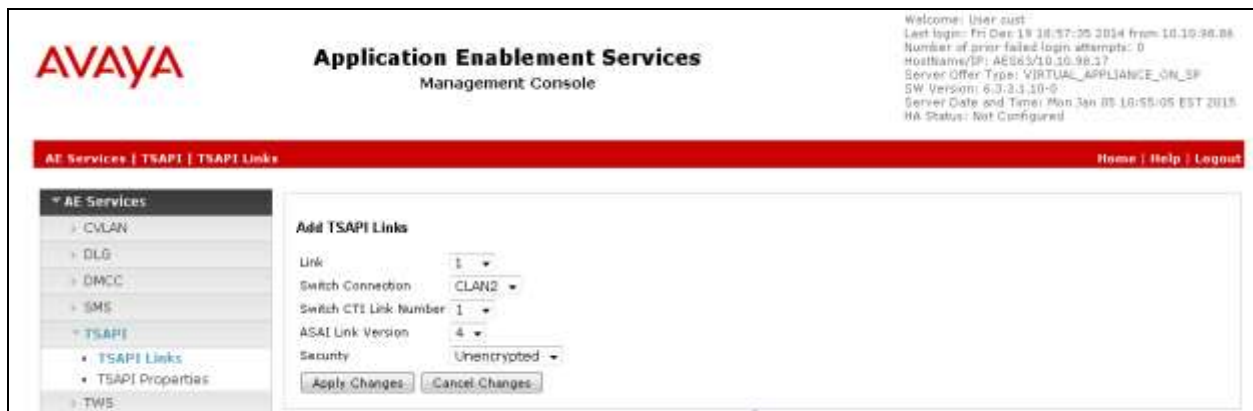 AVAYA
Application Enablement Services
Management Console
Welcome: User cust
Last login: Fri Dec 19 10:57:35 2014 from 10.10.98.86
Number of prior failed login attempts: 0
HostName/IP: AES63/10.10.98.17
Server Offer Type: VIRTUAL_APPLIANCE_ON_SP
SW Version: 6.3.3.1.10-0
Server Date and Time: Mon Jan 05 10:55:05 EST 2015
HA Status: Not Configured
AE Services | TSAPI | TSAPI Links
Home | Help | Logout
AE Services
CVLAN
DLG
DMCC
SMS
TSAPI
TSAPI Links
TSAPI Properties
TWS
Add TSAPI Links
Link 1
Switch Connection CLAN2
Switch CTI Link Number 1
ASAI Link Version 4
Security Unencrypted
Apply Changes Cancel Changes